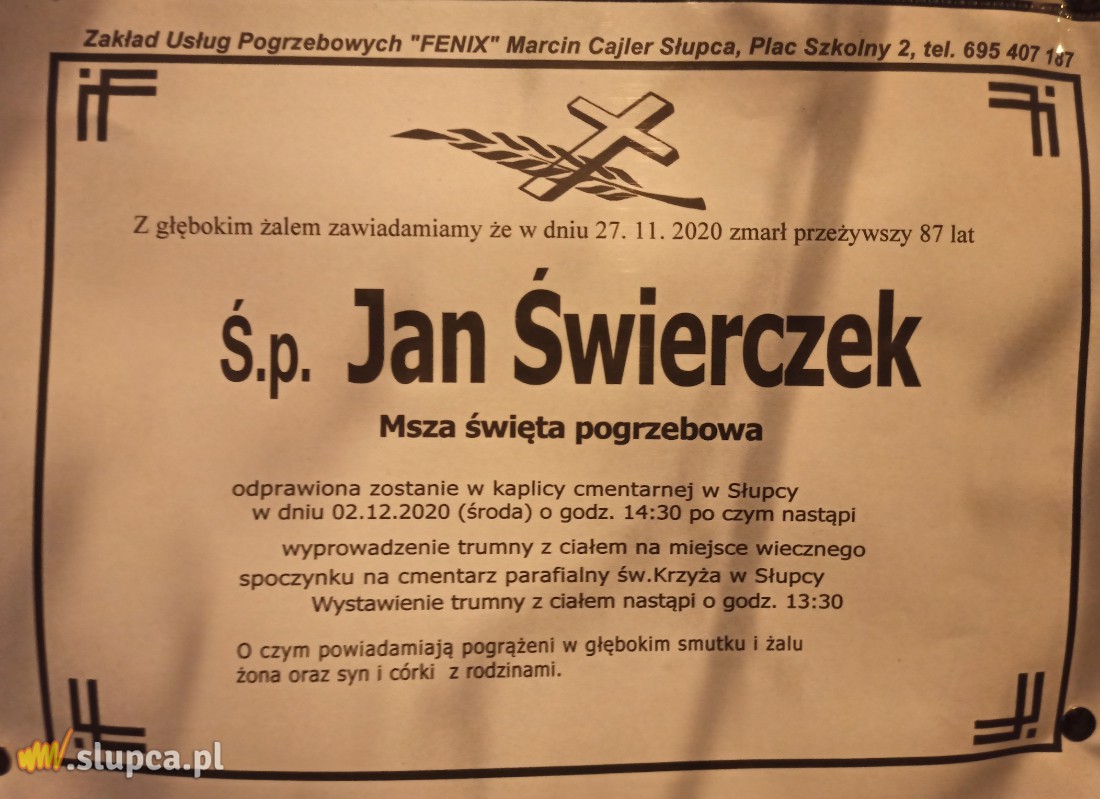 Zakład Usług Pogrzebowych "FENIX" Marcin Cajler Słupca, Plac Szkolny 2, tel. 695 407 187
Z głębokim żalem zawiadamiamy że w dniu 27. 11. 2020 zmarł przeżywszy 87 lat
Ś.p. Jan Świerczek
Msza święta pogrzebowa
odprawiona zostanie w kaplicy cmentarnej w Słupcy
w dniu 02.12.2020 (środa) o godz. 14:30 po czym nastąpi
wyprowadzenie trumny z ciałem na miejsce wiecznego
spoczynku na cmentarz parafialny św.Krzyża w Słupcy
Wystawienie trumny z ciałem nastąpi o godz. 13:30
O czym powiadamiają pogrążeni w głębokim smutku i żalu
żona oraz syn i córki z rodzinami.
www.slupca.pl